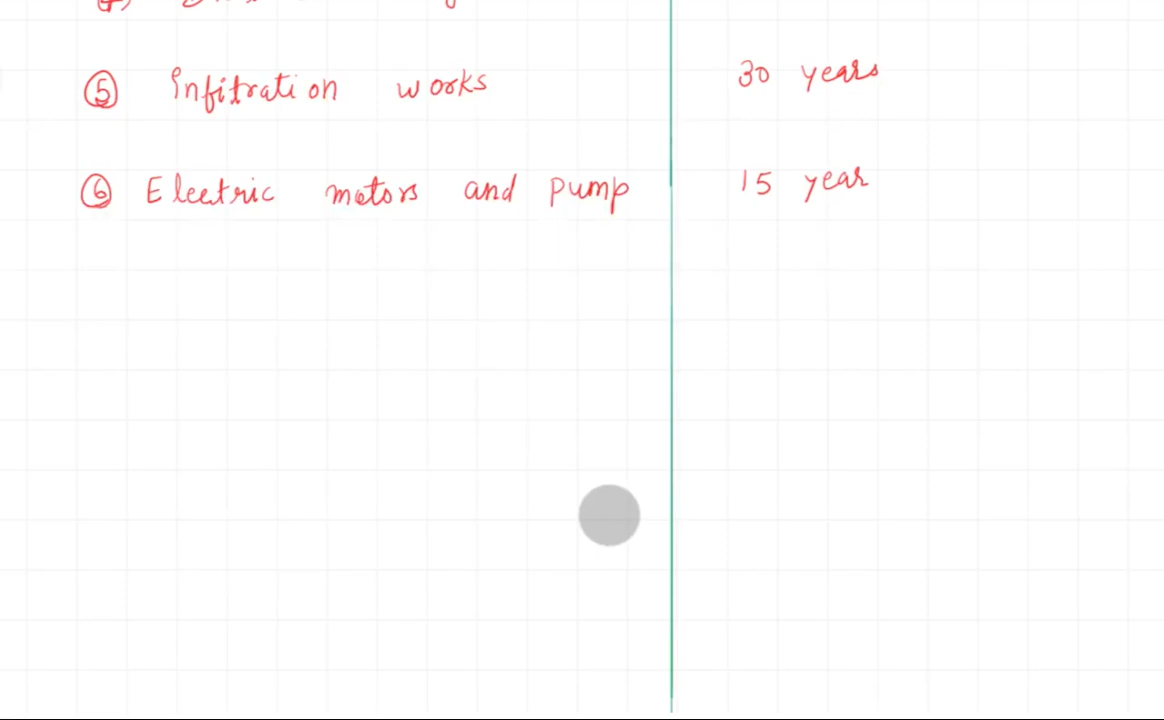 ⑤ Infitration works 30 years
⑥ Electric motors and pump 15 year